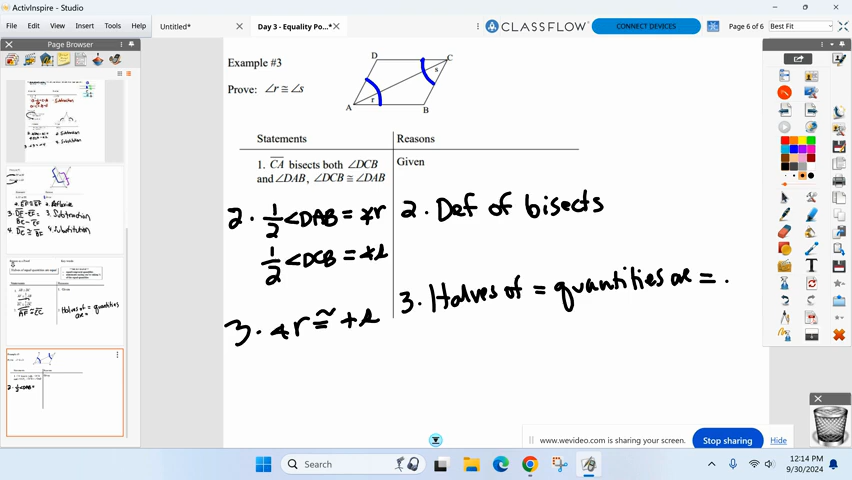 ActivInspire - Studio
File Edit Insert Tools Help
Untitled*
Day 3 - Equality Po...*
CLASSFLOW
CONNECT DEVICES
Page 6 of 6
Best Fit
Page Browser
Example #3
Prove: ∠r ≅ ∠s
D
C
s
r
A
B
Statements Reasons
1. CA bisects both ∠DCB
and ∠DAB, ∠DCB ≅ ∠DAB
Given
2. 1/2 ∠DAB = ∠r
2. Def of bisects
1/2 ∠DCB = ∠s
3. ∠r ≅ ∠s
3. Halves of = quantities are = .
www.wevideo.com is sharing your screen.
Stop sharing
Hide
Search
12:14 PM
9/30/2024